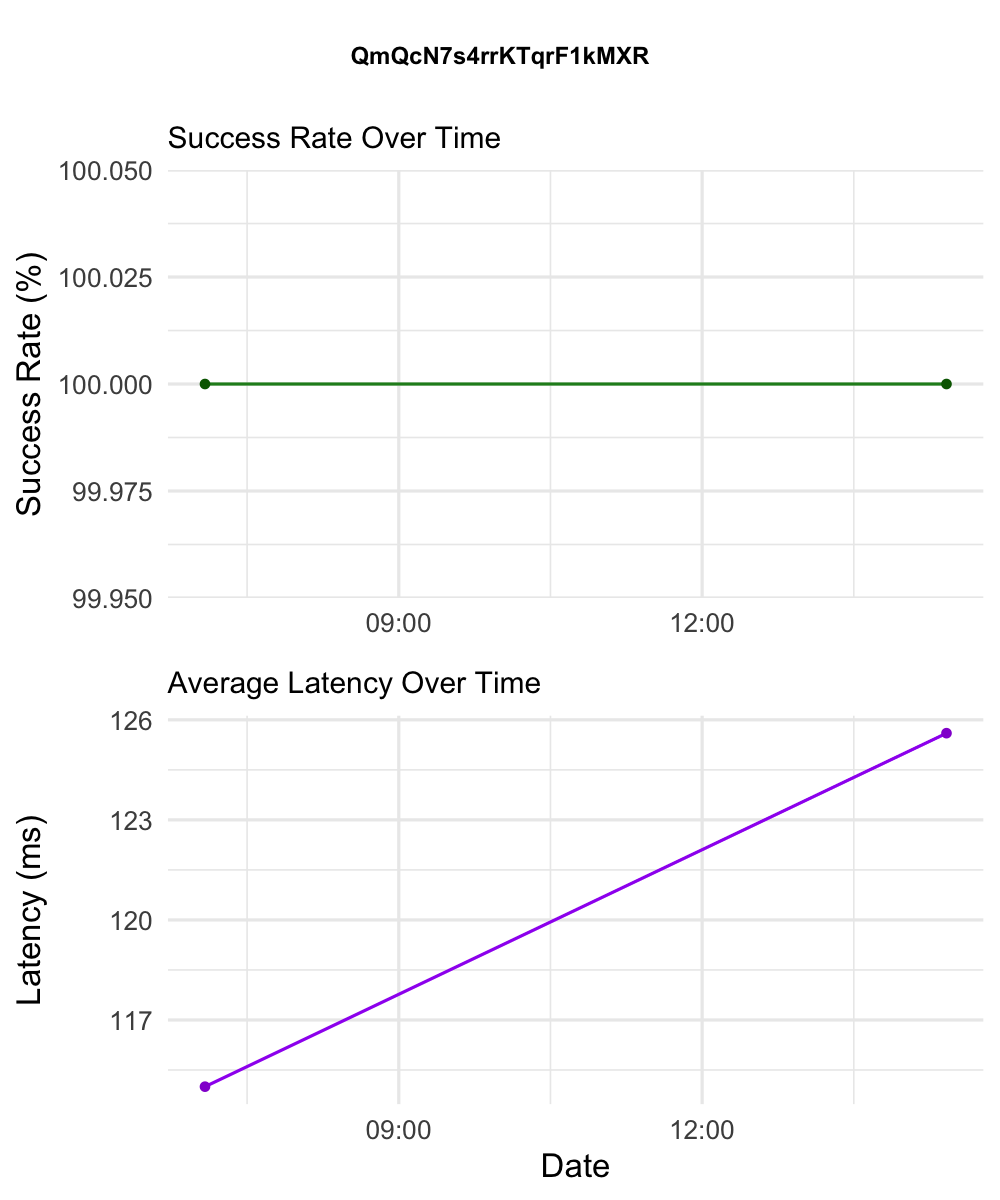 QmQcN7s4rrKTqrF1kMXR
Success Rate Over Time
Success Rate (%)
100.050
100.025
100.000
99.975
99.950
09:00 12:00
Average Latency Over Time
Latency (ms)
126
123
120
117
09:00 12:00
Date